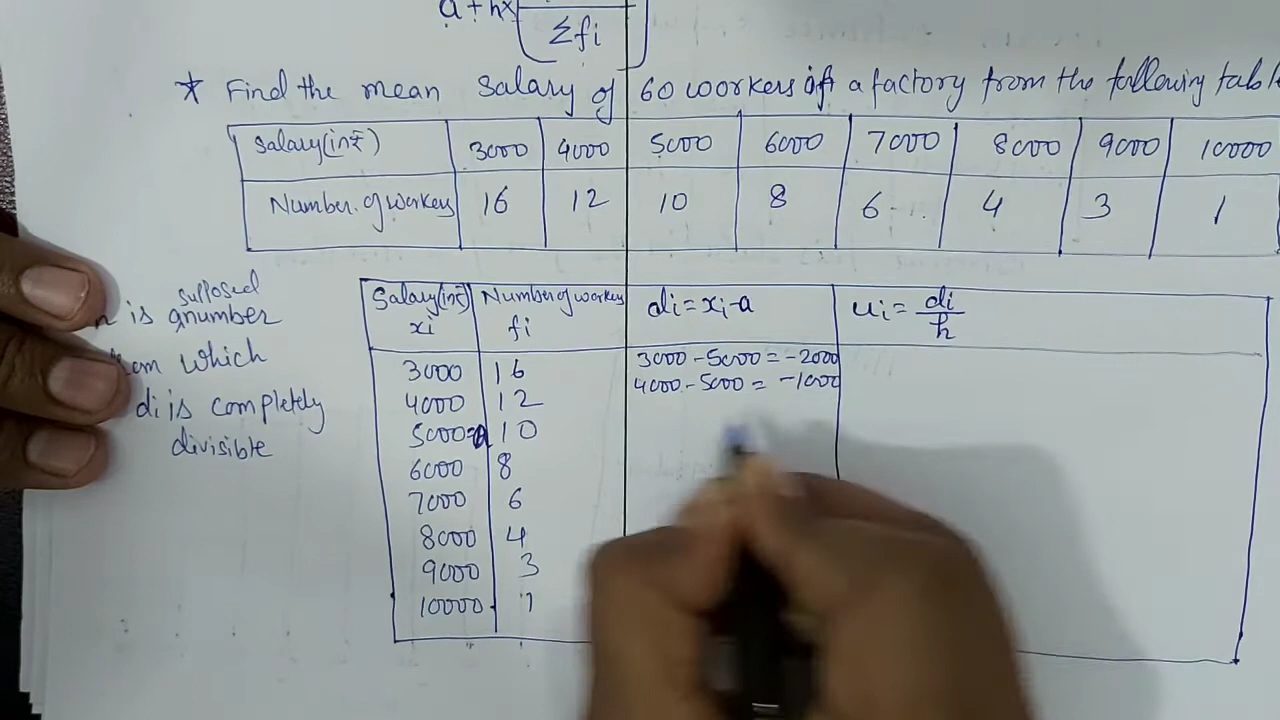 a + h×
Σfi
* Find the mean salary of 60 workers of a factory from the following table
Salary(in₹) 3000 4000 5000 6000 7000 8000 9000 10000
Number of workers 16 12 10 8 6 4 3 1
is a supposed number
which
di is completely
divisible
Salary(in₹) xi Number of workers fi di = xi - a ui = di/h
3000 16 3000 - 5000 = -2000
4000 12 4000 - 5000 = -1000
5000=a 10
6000 8
7000 6
8000 4
9000 3
10000 1